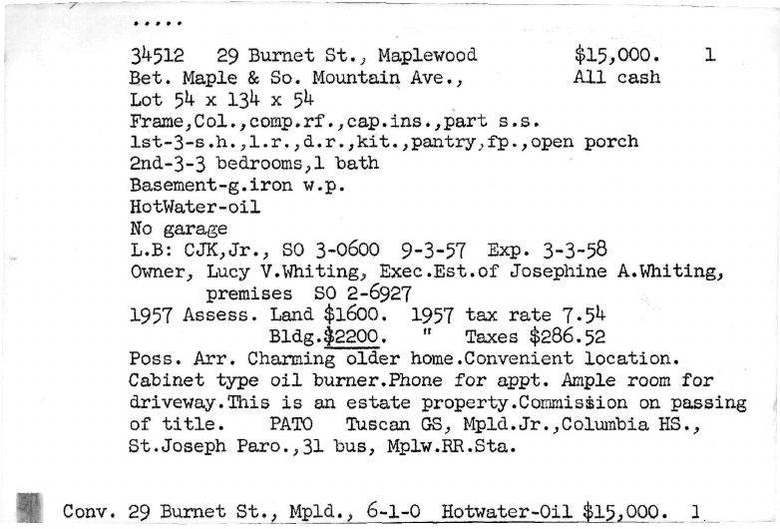 .....
34512 29 Burnet St., Maplewood $15,000. 1
Bet. Maple & So. Mountain Ave., All cash
Lot 54 x 134 x 54
Frame,Col.,comp.rf.,cap.ins.,part s.s.
1st-3-s.h.,l.r.,d.r.,kit.,pantry,fp.,open porch
2nd-3-3 bedrooms,1 bath
Basement-g.iron w.p.
HotWater-oil
No garage
L.B: CJK,Jr., SO 3-0600 9-3-57 Exp. 3-3-58
Owner, Lucy V.Whiting, Exec.Est.of Josephine A.Whiting,
premises SO 2-6927
1957 Assess. Land $1600. 1957 tax rate 7.54
Bldg.$2200. " Taxes $286.52
Poss. Arr. Charming older home.Convenient location.
Cabinet type oil burner.Phone for appt. Ample room for
driveway.This is an estate property.Commission on passing
of title. PATO Tuscan GS, Mpld.Jr.,Columbia HS.,
St.Joseph Paro.,31 bus, Mplw.RR.Sta.
Conv. 29 Burnet St., Mpld., 6-1-0 Hotwater-Oil $15,000. 1